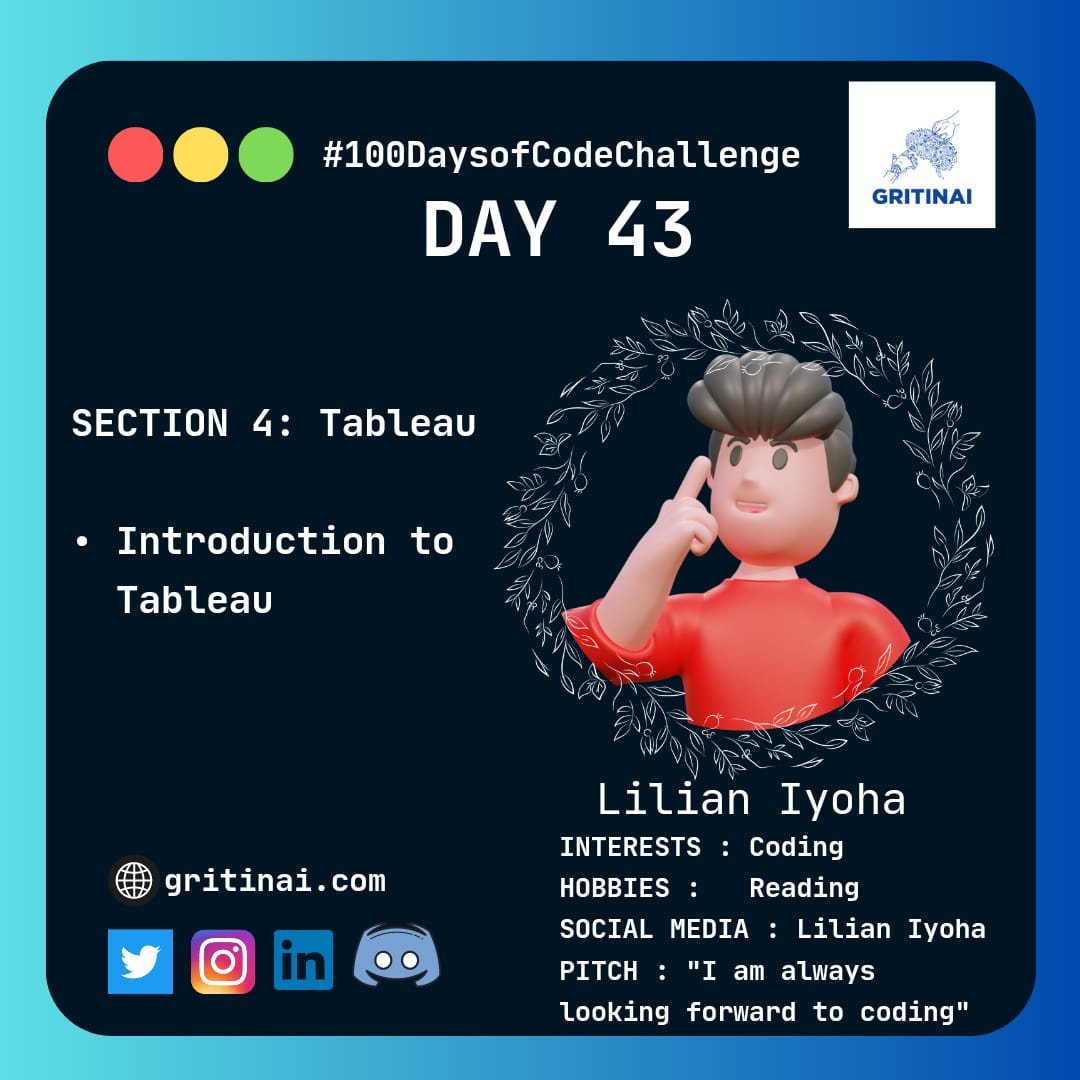 #100DaysofCodeChallenge
DAY 43
GRITINAI
SECTION 4: Tableau
• Introduction to
Tableau
Lilian Iyoha
INTERESTS : Coding
HOBBIES : Reading
SOCIAL MEDIA : Lilian Iyoha
PITCH : "I am always
looking forward to coding"
gritinai.com
in